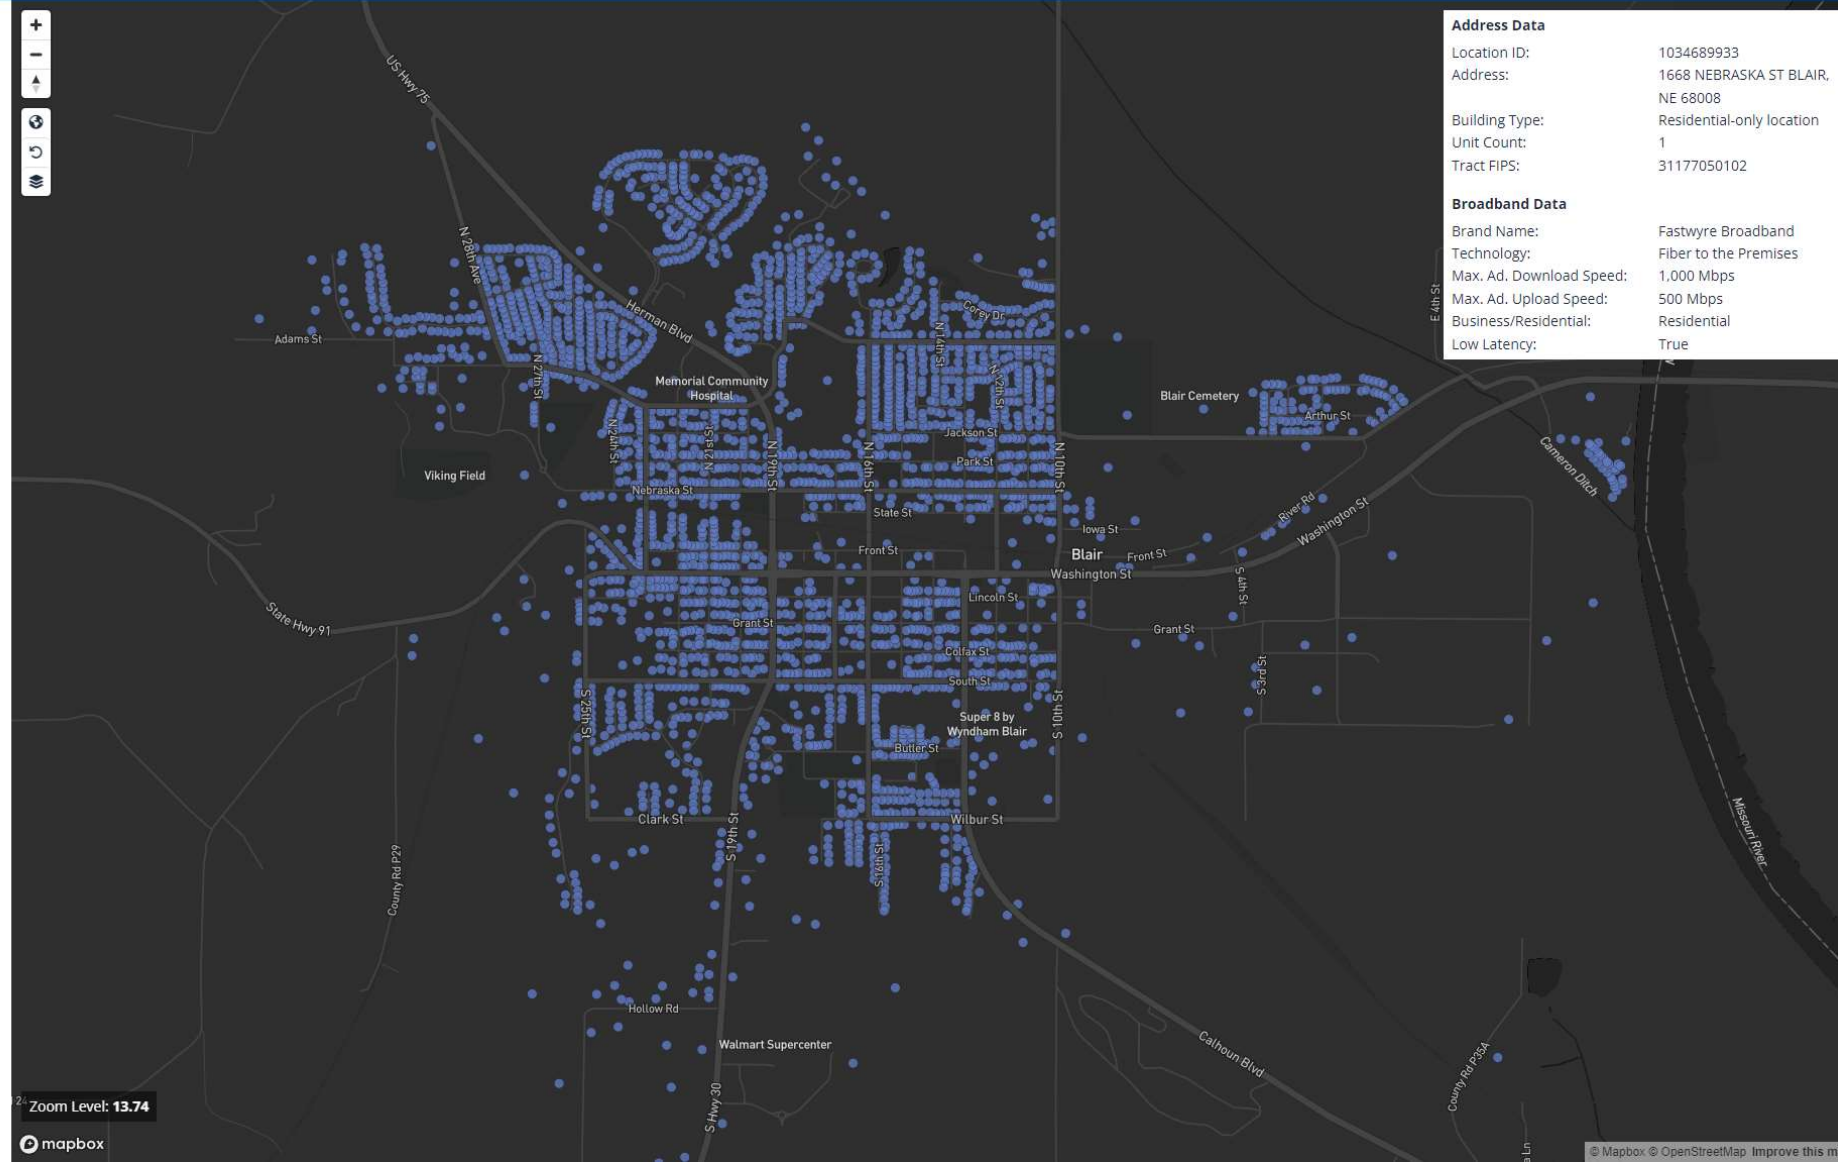 Address Data
Location ID: 1034689933
Address: 1668 NEBRASKA ST BLAIR,
NE 68008
Building Type: Residential-only location
Unit Count: 1
Tract FIPS: 31177050102
Broadband Data
Brand Name: Fastwyre Broadband
Technology: Fiber to the Premises
Max. Ad. Download Speed: 1,000 Mbps
Max. Ad. Upload Speed: 500 Mbps
Business/Residential: Residential
Low Latency: True
US Hwy 75
N 28th Ave
Herman Blvd
Corey Dr
E 4th St
Adams St
N 14th St
N 27th St
N 12th St
Memorial Community
Hospital
Blair Cemetery
Arthur St
N 24th St
N 21st St
Jackson St
N 19th St
N 16th St
N 10th St
Park St
Cameron Ditch
Viking Field
Nebraska St
State St
River Rd
Washington St
Iowa St
Front St
Blair
Front St
Washington St
S 4th St
Lincoln St
State Hwy 91
Grant St
Grant St
Colfax St
South St
S 3rd St
S 25th St
Super 8 by
Wyndham Blair
S 10th St
Butler St
Clark St
Wilbur St
S 19th St
S 16th St
Missouri River
County Rd P29
Hollow Rd
Walmart Supercenter
Calhoun Blvd
County Rd P35A
S Hwy 30
24
Zoom Level: 13.74
mapbox
a Ln
© Mapbox © OpenStreetMap Improve this m